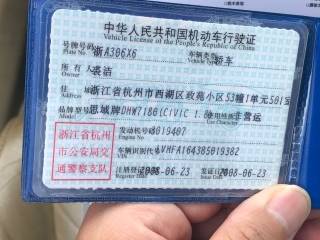 中华人民共和国机动车行驶证
Vehicle License of the People's Republic of China
号牌号码 浙A306X6 车辆类型 轿车
Plate No. Vehicle Type
所有人 裘洁
Owner
住址 浙江省杭州市西湖区政苑小区53幢1单元501室
Address
品牌型号 思域牌DHW7180(CIVIC 1.8 使用性质 非营运
Model Use Character
浙江省杭州
市公安局交
通警察支队
发动机号码 019407
Engine No.
车辆识别代号 LVHFA164385019382
VIN
注册登记日期 2008-06-23 发证日期 2008-06-23
Register Date Issue Date